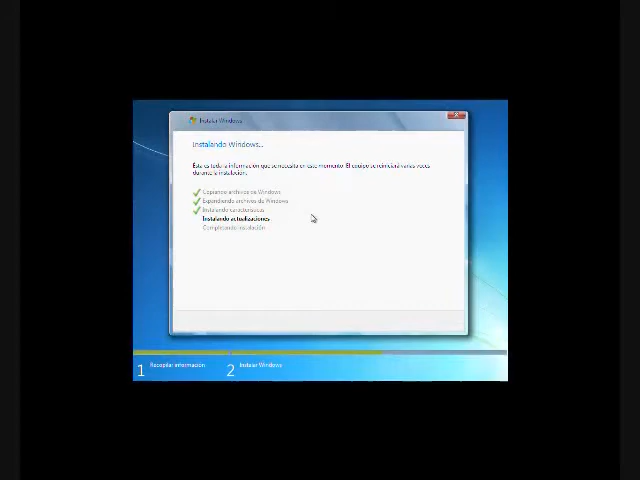 Instalar Windows
Instalando Windows...
Esta es toda la información que se necesita en este momento. El equipo se reiniciará varias veces
durante la instalación.
Copiando archivos de Windows
Expandiendo archivos de Windows
Instalando características
Instalando actualizaciones
Completando instalación
1 Recopilar información
2 Instalar Windows